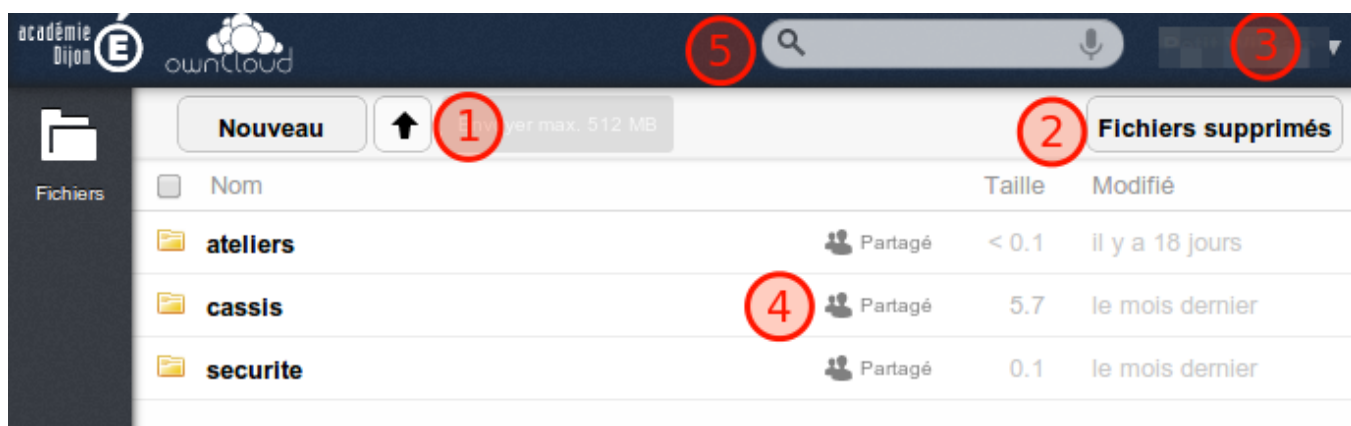 académie
Dijon É ownCloud 5 3
Nouveau 1 Envoyer max. 512 MB 2 Fichiers supprimés
Fichiers
Nom Taille Modifié
ateliers Partagé < 0.1 il y a 18 jours
cassis 4 Partagé 5.7 le mois dernier
securite Partagé 0.1 le mois dernier